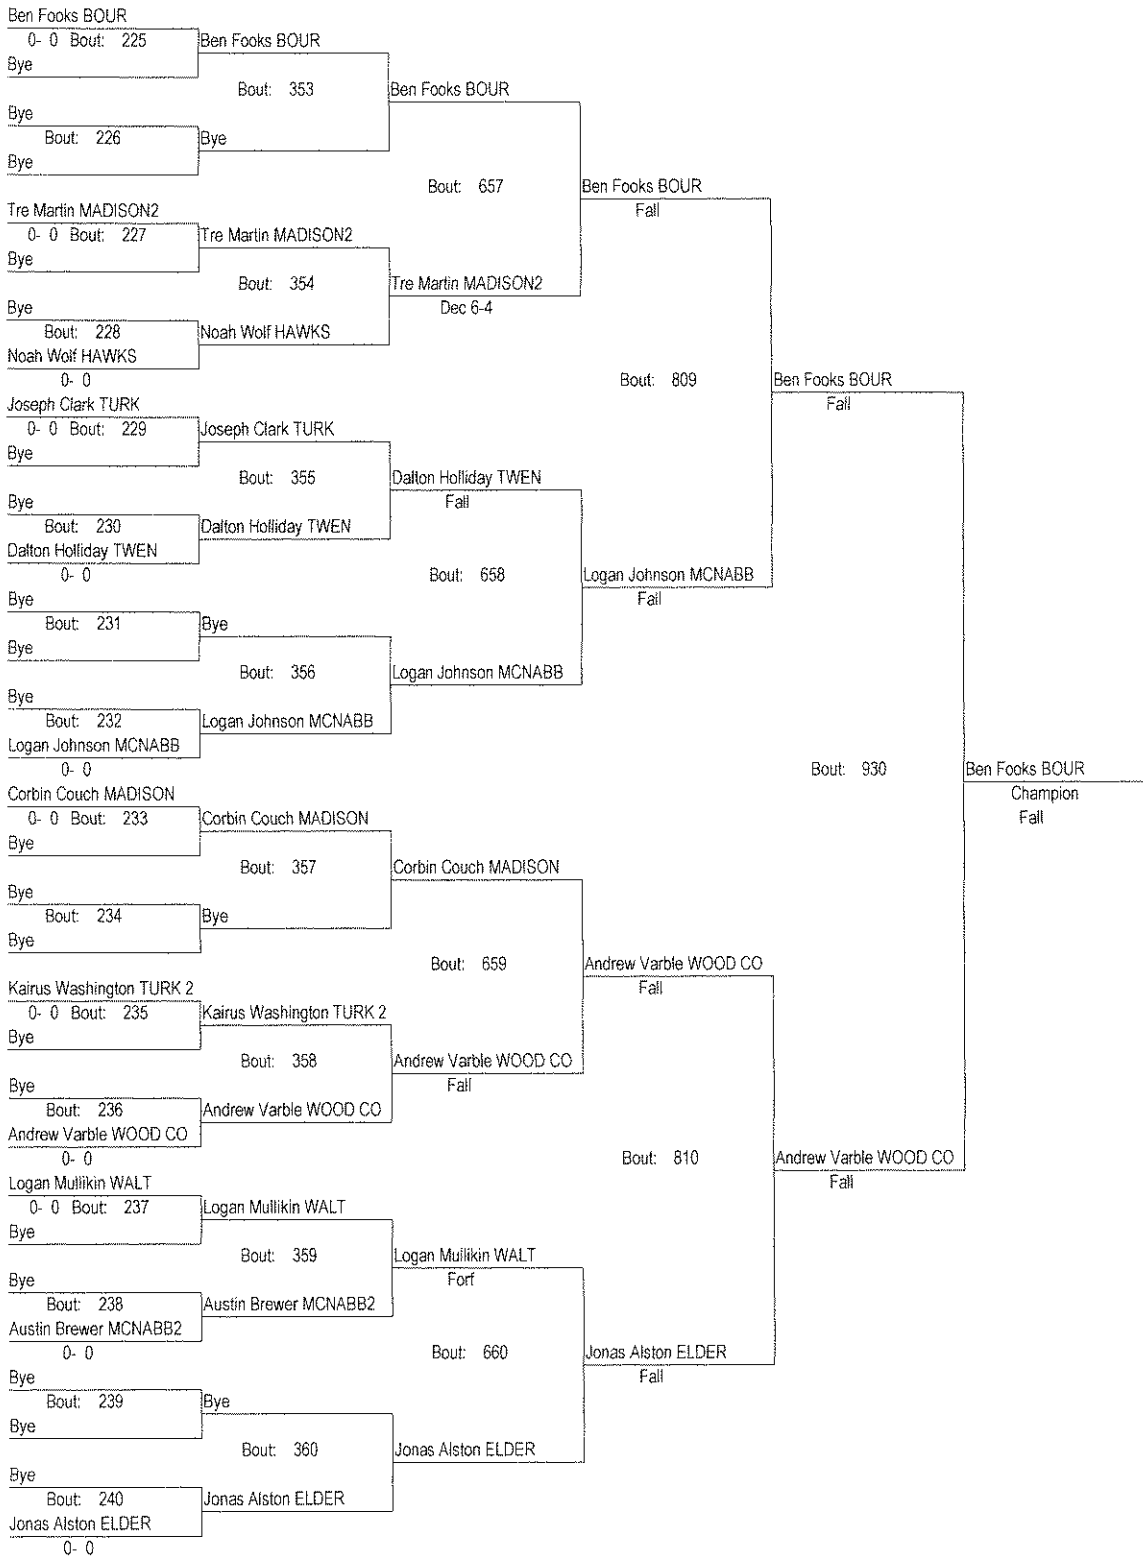 Ben Fooks BOUR
0- 0 Bout: 225
Bye
Ben Fooks BOUR
Bout: 353
Bye
Bout: 226
Bye
Bye
Ben Fooks BOUR
Bout: 657
Tre Martin MADISON2
0- 0 Bout: 227
Bye
Tre Martin MADISON2
Bout: 354
Bye
Bout: 228
Noah Wolf HAWKS
0- 0
Noah Wolf HAWKS
Tre Martin MADISON2
Dec 6-4
Ben Fooks BOUR
Fall
Bout: 809
Joseph Clark TURK
0- 0 Bout: 229
Bye
Joseph Clark TURK
Bout: 355
Bye
Bout: 230
Dalton Holliday TWEN
0- 0
Dalton Holliday TWEN
Dalton Holliday TWEN
Fall
Bout: 658
Bye
Bout: 231
Bye
Bye
Bout: 356
Bye
Bout: 232
Logan Johnson MCNABB
0- 0
Logan Johnson MCNABB
Logan Johnson MCNABB
Logan Johnson MCNABB
Fall
Ben Fooks BOUR
Fall
Bout: 930
Ben Fooks BOUR
Champion
Fall
Corbin Couch MADISON
0- 0 Bout: 233
Bye
Corbin Couch MADISON
Bout: 357
Bye
Bout: 234
Bye
Bye
Corbin Couch MADISON
Bout: 659
Kairus Washington TURK 2
0- 0 Bout: 235
Bye
Kairus Washington TURK 2
Bout: 358
Bye
Bout: 236
Andrew Varble WOOD CO
0- 0
Andrew Varble WOOD CO
Andrew Varble WOOD CO
Fall
Andrew Varble WOOD CO
Fall
Bout: 810
Andrew Varble WOOD CO
Fall
Logan Mullikin WALT
0- 0 Bout: 237
Bye
Logan Mullikin WALT
Bout: 359
Bye
Bout: 238
Austin Brewer MCNABB2
0- 0
Austin Brewer MCNABB2
Logan Mullikin WALT
Forf
Bout: 660
Jonas Alston ELDER
Fall
Bye
Bout: 239
Bye
Bye
Bout: 360
Bye
Bout: 240
Jonas Alston ELDER
0- 0
Jonas Alston ELDER
Jonas Alston ELDER